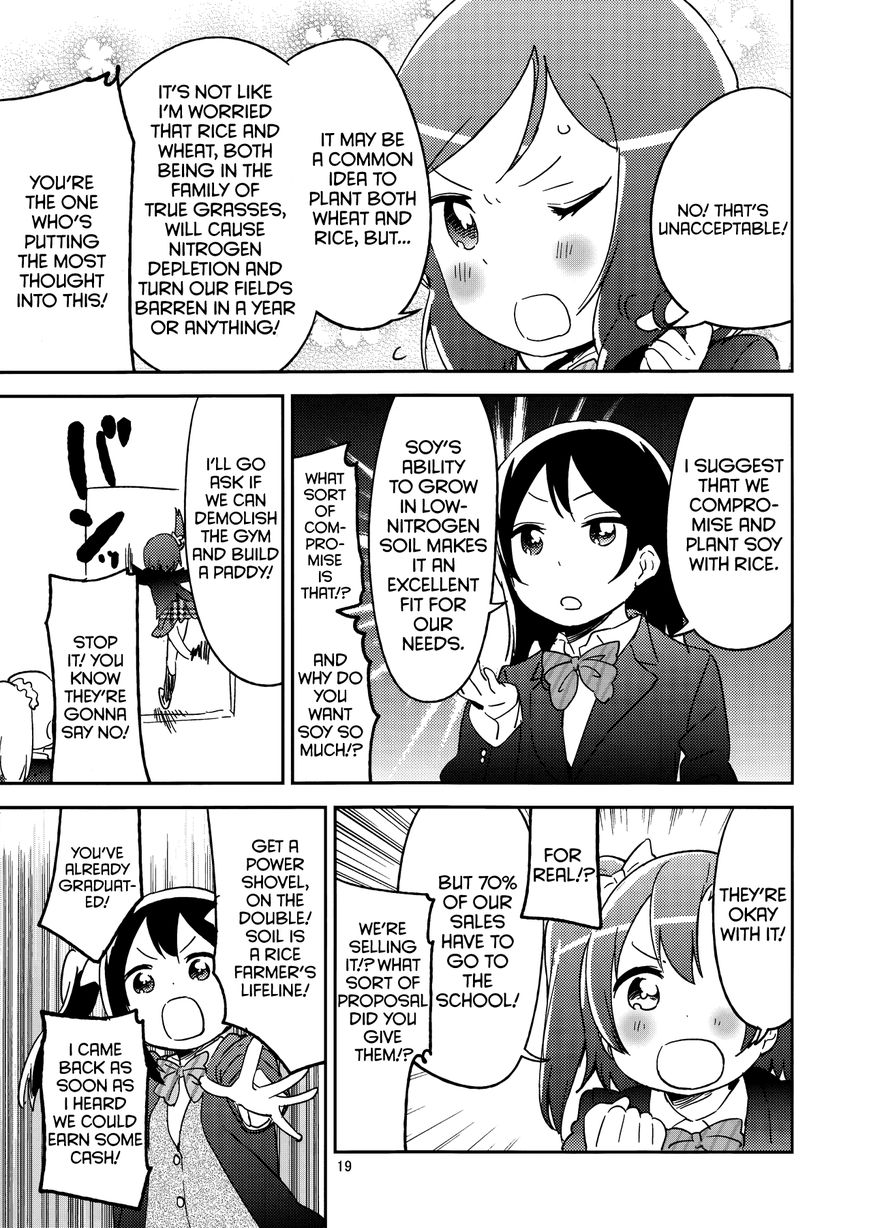 NO! THAT'S
UNACCEPTABLE!
IT MAY BE
A COMMON
IDEA TO
PLANT BOTH
WHEAT AND
RICE, BUT...
IT'S NOT LIKE
I'M WORRIED
THAT RICE AND
WHEAT, BOTH
BEING IN THE
FAMILY OF
TRUE GRASSES,
WILL CAUSE
NITROGEN
DEPLETION AND
TURN OUR FIELDS
BARREN IN A YEAR
OR ANYTHING!
YOU'RE
THE ONE
WHO'S
PUTTING
THE MOST
THOUGHT
INTO THIS!
I SUGGEST
THAT WE
COMPRO-
MISE AND
PLANT SOY
WITH RICE.
SOY'S
ABILITY
TO GROW
IN LOW-
NITROGEN
SOIL MAKES
IT AN
EXCELLENT
FIT FOR
OUR
NEEDS.
WHAT
SORT
OF
COM-
PRO-
MISE
IS
THAT!?
AND
WHY DO
YOU
WANT
SOY SO
MUCH!?
I'LL GO
ASK IF
WE CAN
DEMOLISH
THE GYM
AND BUILD
A PADDY!
バンッ
STOP
IT! YOU
KNOW
THEY'RE
GONNA
SAY NO!
THEY'RE
OKAY
WITH IT!
FOR
REAL!?
BUT 70%
OF OUR
SALES
HAVE TO
GO TO
THE
SCHOOL!
WE'RE
SELLING
IT!? WHAT
SORT OF
PROPOSAL
DID YOU
GIVE
THEM!?
GET A
POWER
SHOVEL,
ON THE
DOUBLE!
SOIL IS
A RICE
FARMER'S
LIFELINE!
YOU'VE
ALREADY
GRADUAT-
ED!
I CAME
BACK AS
SOON AS
I HEARD
WE COULD
EARN SOME
CASH!
19